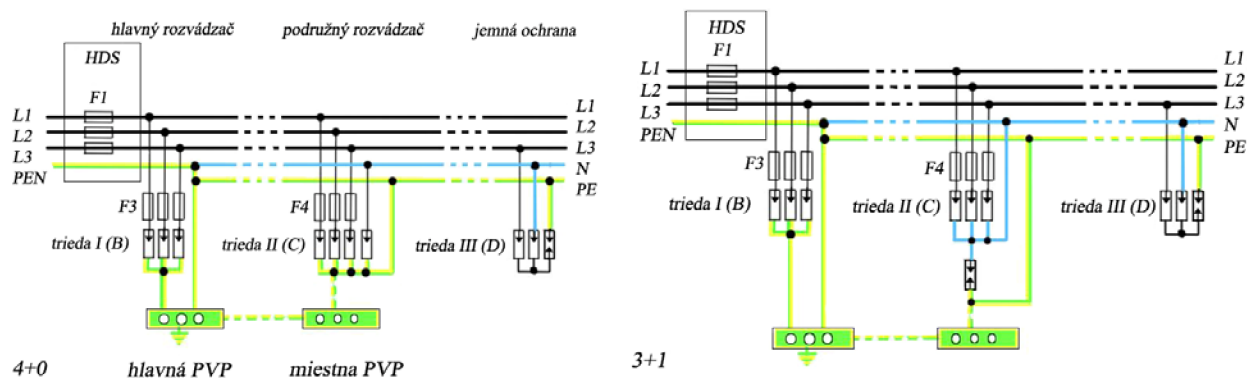 hlavný rozvádzač
podružný rozvádzač
jemná ochrana
HDS
F1
L1
L2
L3
PEN
L1
L2
L3
N
PE
F3
F4
trieda I (B)
trieda II (C)
trieda III (D)
4+0
hlavná PVP
miestna PVP
HDS
F1
L1
L2
L3
PEN
L1
L2
L3
N
PE
F3
F4
trieda I (B)
trieda II (C)
trieda III (D)
3+1